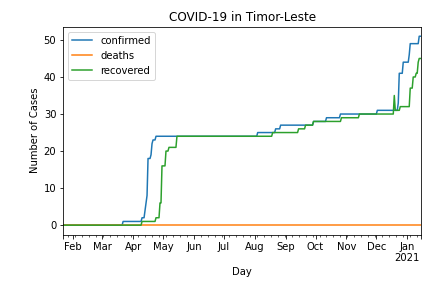 COVID-19 in Timor-Leste
confirmed
deaths
recovered
Number of Cases
50
40
30
20
10
0
Feb Mar Apr May Jun Jul Aug Sep Oct Nov Dec Jan
2021
Day